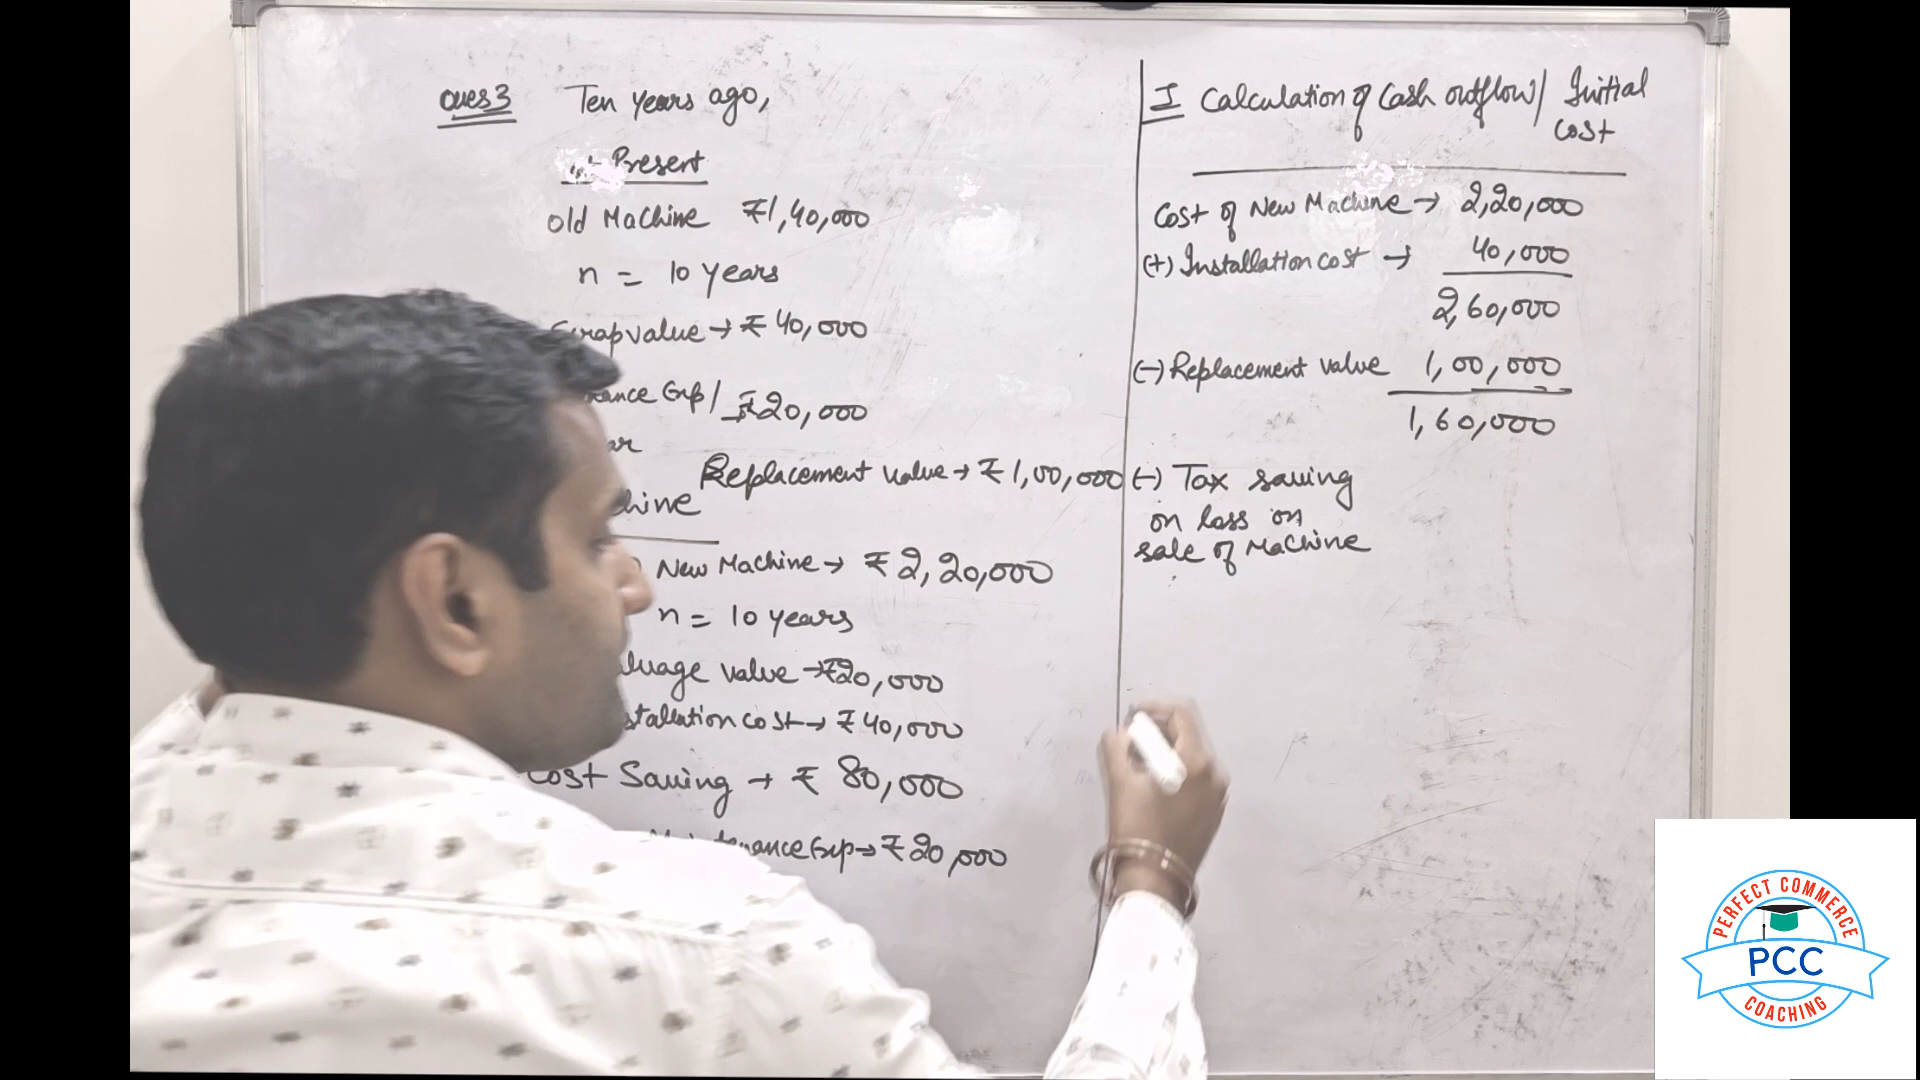 Ques 3 Ten years ago,
Present
old Machine ₹1,40,000
n = 10 years
Scrap value → ₹ 40,000
Exp/ ₹20,000
Replacement value → ₹ 1,00,000
New Machine → ₹ 2,20,000
n = 10 years
value → ₹20,000
cost → ₹ 40,000
Cost Saving → ₹ 80,000
Exp → ₹20,000
I Calculation of Cash outflow/ Initial
cost
Cost of New Machine → 2,20,000
(+) Installation cost → 40,000
2,60,000
(-) Replacement value 1,00,000
1,60,000
(-) Tax saving
on loss on
sale of Machine
PERFECT COMMERCE
PCC
COACHING